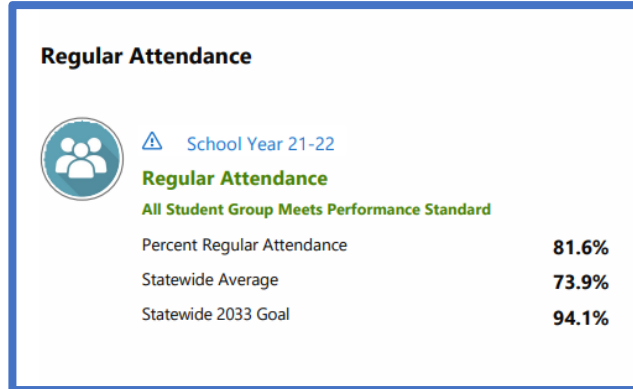 Regular Attendance
School Year 21-22
Regular Attendance
All Student Group Meets Performance Standard
Percent Regular Attendance 81.6%
Statewide Average 73.9%
Statewide 2033 Goal 94.1%